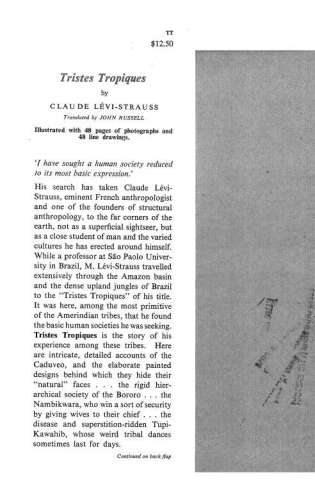 TT
$12.50
Tristes Tropiques
by
CLAUDE LÉVI-STRAUSS
Translated by JOHN RUSSELL
Illustrated with 48 pages of photographs and
48 line drawings.
'I have sought a human society reduced
to its most basic expression.'
His search has taken Claude Lévi-
Strauss, eminent French anthropologist
and one of the founders of structural
anthropology, to the far corners of the
earth, not as a superficial sightseer, but
as a close student of man and the varied
cultures he has erected around himself.
While a professor at São Paolo Univer-
sity in Brazil, M. Lévi-Strauss travelled
extensively through the Amazon basin
and the dense upland jungles of Brazil
to the "Tristes Tropiques" of his title.
It was here, among the most primitive
of the Amerindian tribes, that he found
the basic human societies he was seeking.
Tristes Tropiques is the story of his
experience among these tribes. Here
are intricate, detailed accounts of the
Caduveo, and the elaborate painted
designs behind which they hide their
"natural" faces . . . the rigid hier-
archical society of the Bororo . . . the
Nambikwara, who win a sort of security
by giving wives to their chief . . . the
disease and superstition-ridden Tupi-
Kawahib, whose weird tribal dances
sometimes last for days.
Continued on back flap